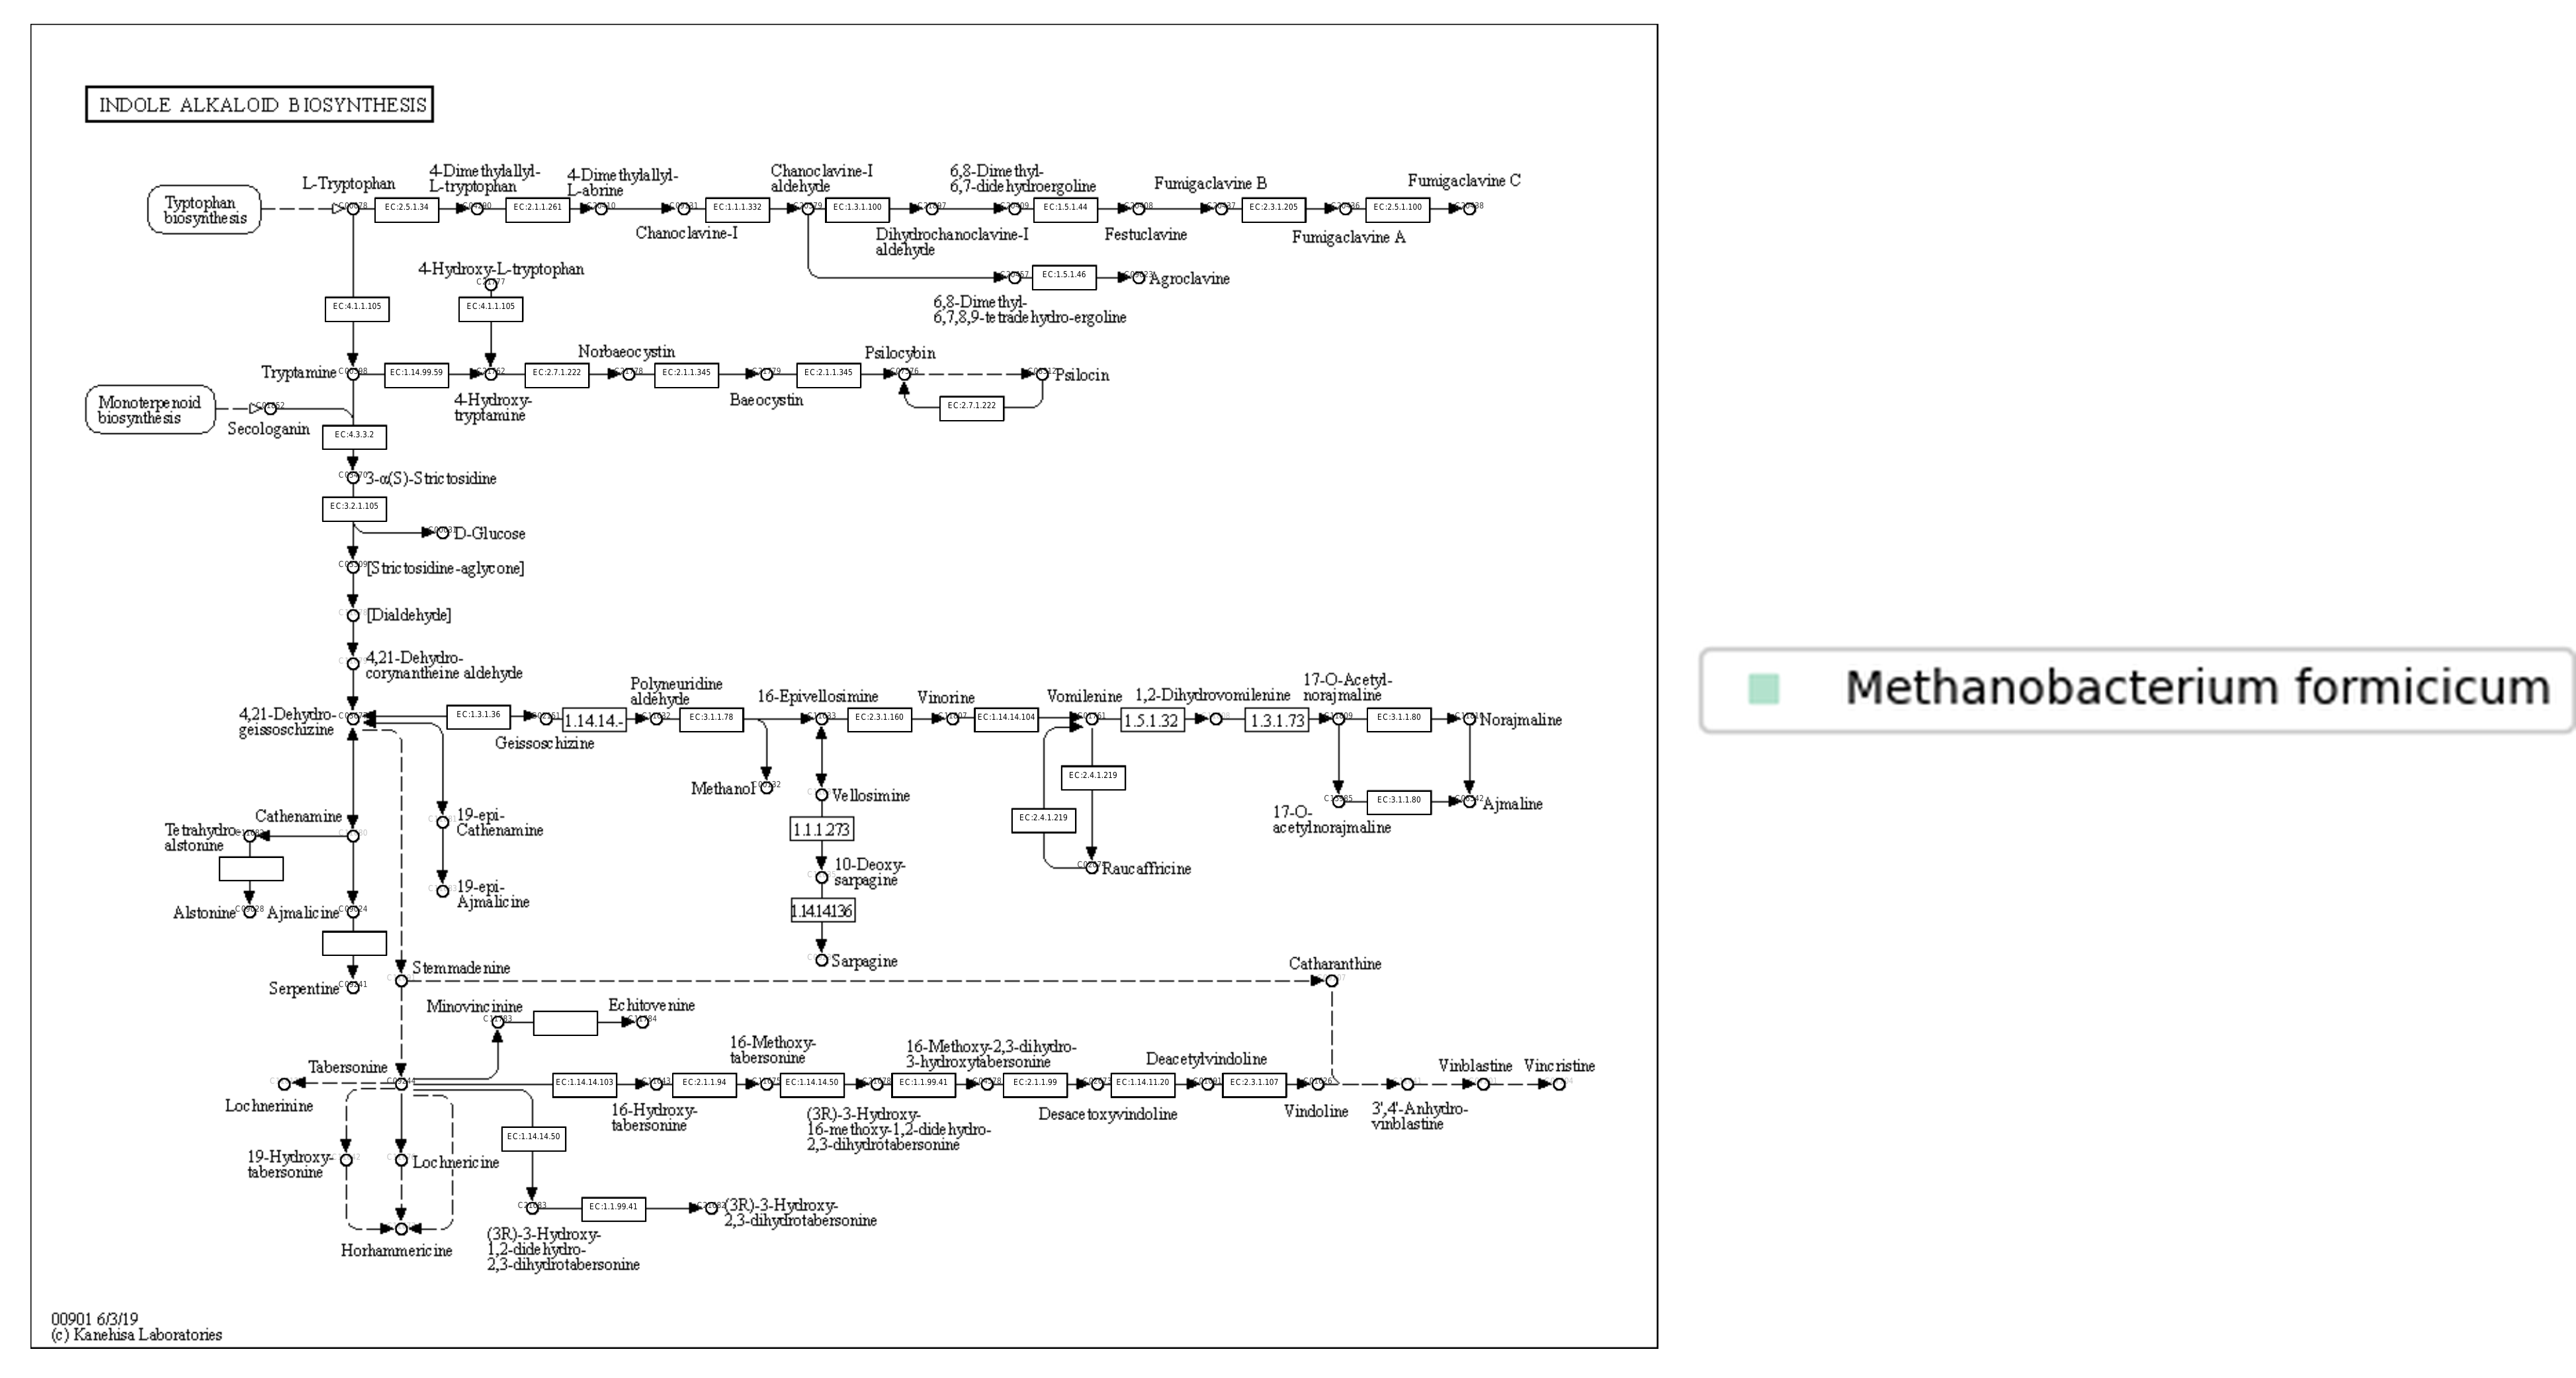 INDOLE ALKALOID BIOSYNTHESIS
Typtophan
biosynthesis
L-Tryptophan
4-Dimethylallyl-
L-tryptophan
4-Dimethylallyl-
L-abrine
Chanoclavine-I
aldehyde
6,8-Dimethyl-
6,7-didehydroergoline
Fumigaclavine B
Fumigaclavine C
EC:2.5.1.34
EC:2.1.1.261
EC:1.1.1.332
EC:1.3.1.100
EC:1.5.1.44
EC:2.3.1.205
EC:2.5.1.100
Chanoclavine-I
Dihydrochanoclavine-I
aldehyde
Festuclavine
Fumigaclavine A
4-Hydroxy-L-tryptophan
EC:1.5.1.46
Agroclavine
6,8-Dimethyl-
6,7,8,9-tetradehydro-ergoline
EC:4.1.1.105
EC:4.1.1.105
Tryptamine
EC:1.14.99.59
EC:2.7.1.222
Norbaeocystin
EC:2.1.1.345
EC:2.1.1.345
Psilocybin
Psilocin
4-Hydroxy-
tryptamine
Baeocystin
EC:2.7.1.222
Monoterpenoid
biosynthesis
Secologanin
EC:4.3.3.2
3-α(S)-Strictosidine
EC:3.2.1.105
D-Glucose
[Strictosidine-aglycone]
[Dialdehyde]
4,21-Dehydro-
corynantheine aldehyde
4,21-Dehydro-
geissoschizine
EC:1.3.1.36
Geissoschizine
1.14.14.-
Polyneuridine
aldehyde
EC:3.1.1.78
16-Epivellosimine
EC:2.3.1.160
Vinorine
EC:1.14.14.104
Vomilenine
1.5.1.32
1,2-Dihydrovomilenine
1.3.1.73
17-O-Acetyl-
norajmaline
EC:3.1.1.80
Norajmaline
Methanol
Vellosimine
EC:2.4.1.219
EC:2.4.1.219
Raucaffricine
17-O-
acetylnorajmaline
EC:3.1.1.80
Ajmaline
Methanobacterium formicicum
1.1.1.273
10-Deoxy-
sarpagine
1.14.14.136
Sarpagine
Cathenamine
Tetrahydro-
alstonine
19-epi-
Cathenamine
19-epi-
Ajmalicine
Alstonine
Ajmalicine
Serpentine
Stemmadenine
Catharanthine
Minovincinine
Echitovenine
Tabersonine
Lochnerinine
EC:1.14.14.103
16-Hydroxy-
tabersonine
EC:2.1.1.94
16-Methoxy-
tabersonine
EC:1.14.14.50
(3R)-3-Hydroxy-
16-methoxy-1,2-didehydro-
2,3-dihydrotabersonine
EC:1.1.99.41
16-Methoxy-2,3-dihydro-
3-hydroxytabersonine
EC:2.1.1.99
Desacetoxyvindoline
EC:1.14.11.20
Deacetylvindoline
EC:2.3.1.107
Vindoline
3',4'-Anhydro-
vinblastine
Vinblastine
Vincristine
19-Hydroxy-
tabersonine
Lochnericine
Horhammericine
EC:1.14.14.50
(3R)-3-Hydroxy-
1,2-didehydro-
2,3-dihydrotabersonine
EC:1.1.99.41
(3R)-3-Hydroxy-
2,3-dihydrotabersonine
00901 6/3/19
(c) Kanehisa Laboratories